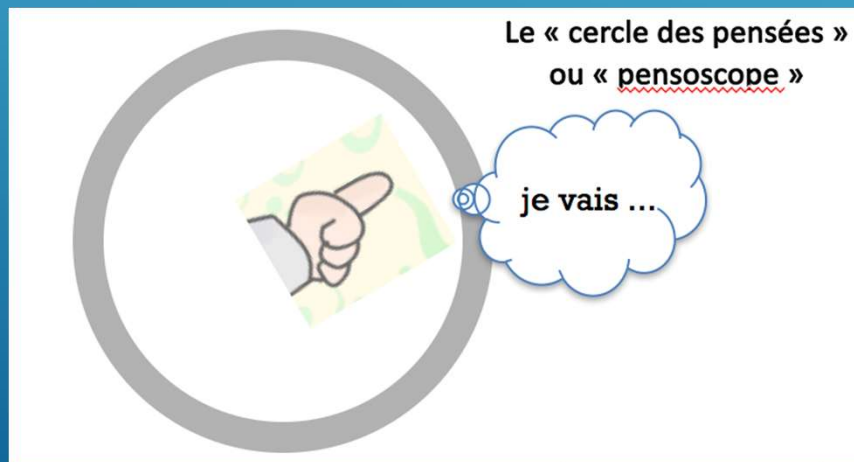 Le « cercle des pensées »
ou « pensoscope »
je vais ...